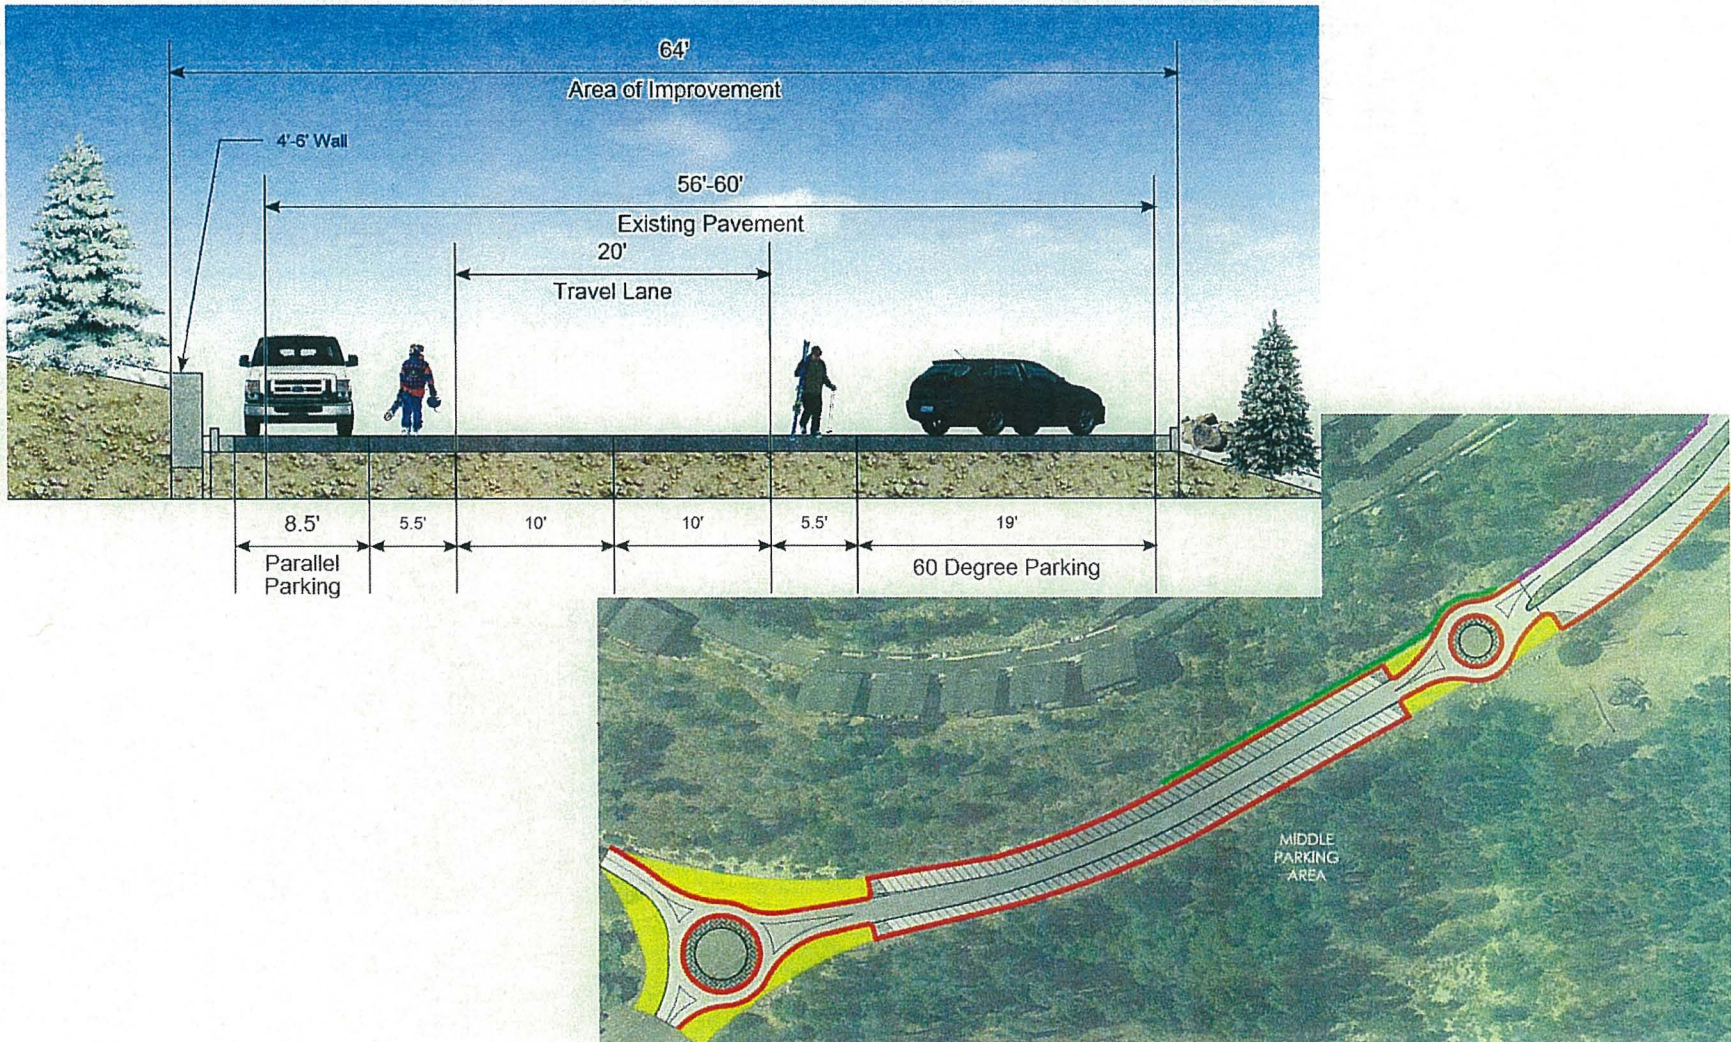 64'
Area of Improvement
4'-6' Wall
56'-60'
Existing Pavement
20'
Travel Lane
8.5'
5.5'
10'
10'
5.5'
19'
Parallel
Parking
60 Degree Parking
MIDDLE
PARKING
AREA